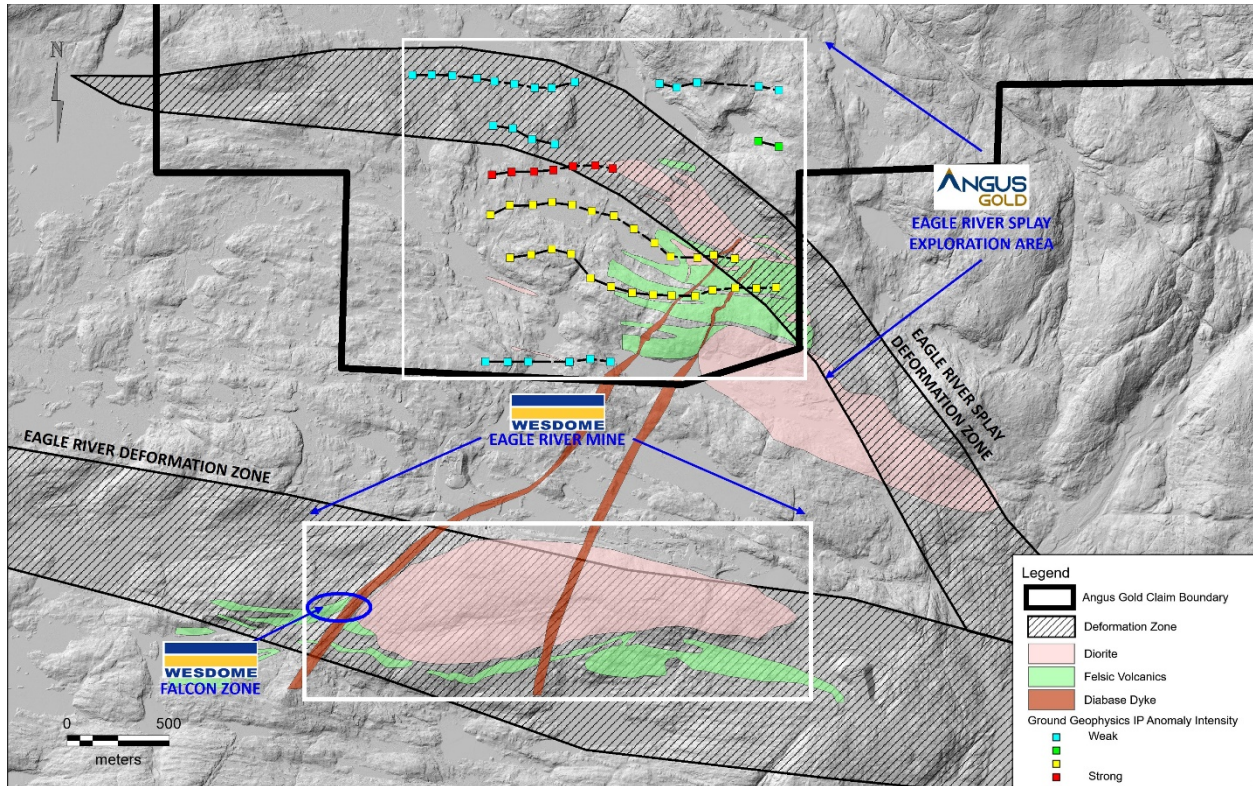 N
ANGUS
GOLD
EAGLE RIVER SPLAY
EXPLORATION AREA
EAGLE RIVER SPLAY
DEFORMATION ZONE
WESDOME
EAGLE RIVER MINE
EAGLE RIVER DEFORMATION ZONE
WESDOME
FALCON ZONE
0 500
meters
Legend
Angus Gold Claim Boundary
Deformation Zone
Diorite
Felsic Volcanics
Diabase Dyke
Ground Geophysics IP Anomaly Intensity
Weak
Strong